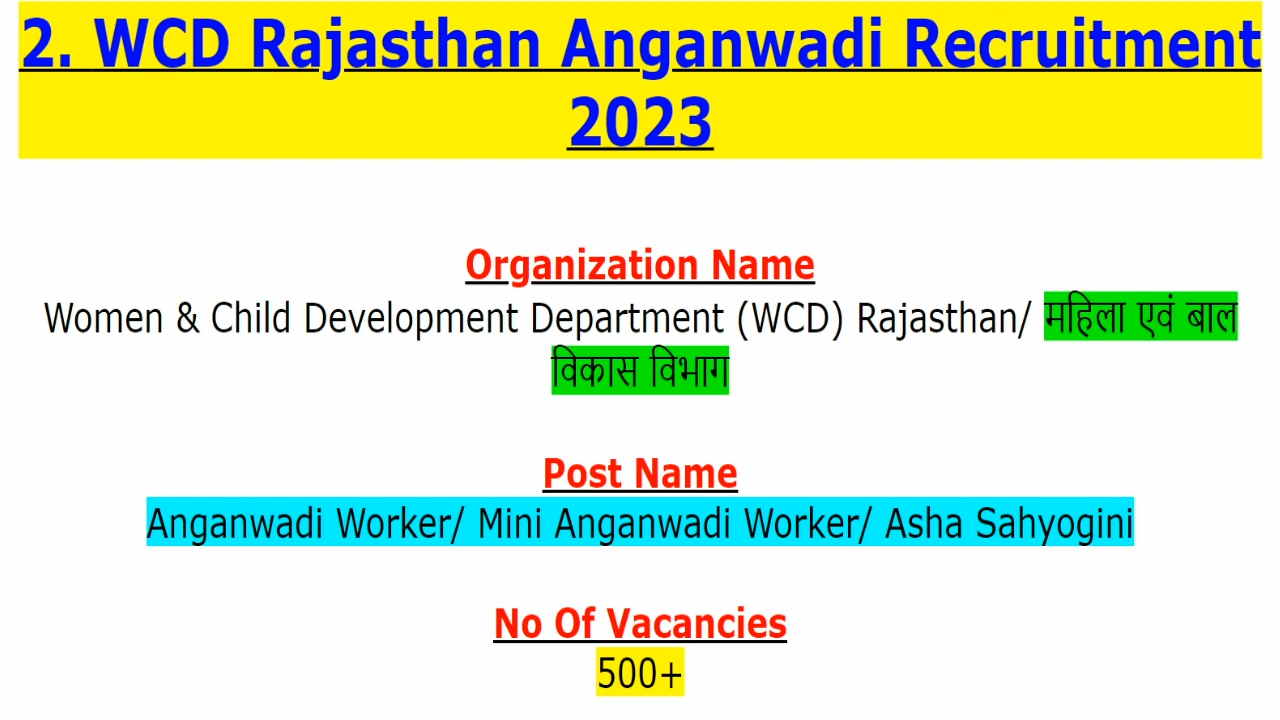 2. WCD Rajasthan Anganwadi Recruitment
2023
Organization Name
Women & Child Development Department (WCD) Rajasthan/ महिला एवं बाल
विकास विभाग
Post Name
Anganwadi Worker/ Mini Anganwadi Worker/ Asha Sahyogini
No Of Vacancies
500+